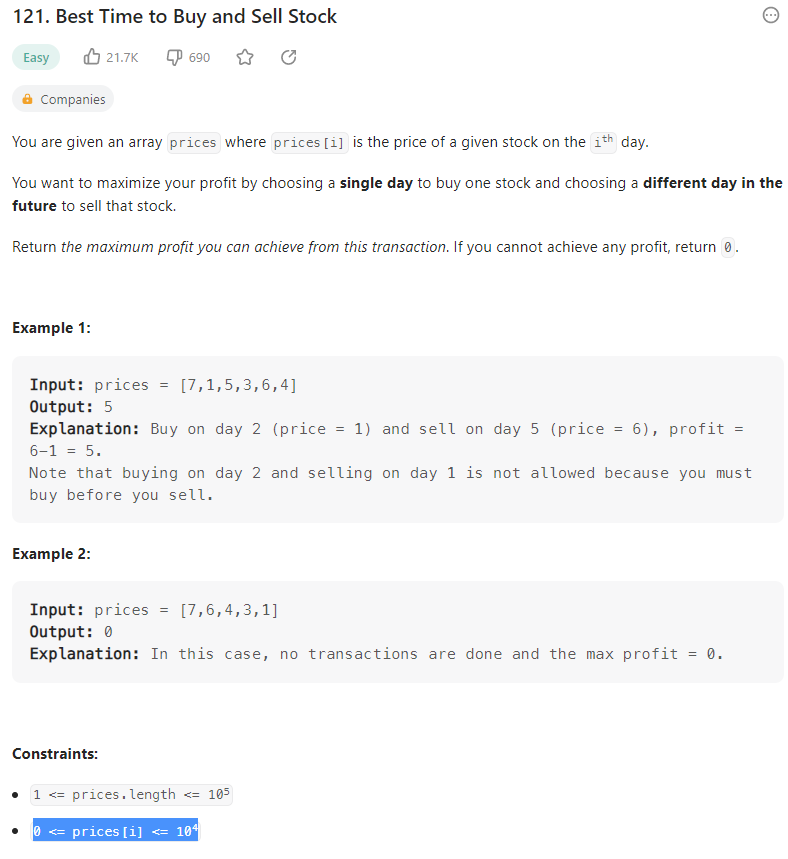 121. Best Time to Buy and Sell Stock
Easy 21.7K 690
Companies
You are given an array prices where prices[i] is the price of a given stock on the iᵗʰ day.
You want to maximize your profit by choosing a single day to buy one stock and choosing a different day in the
future to sell that stock.
Return the maximum profit you can achieve from this transaction. If you cannot achieve any profit, return 0.
Example 1:
Input: prices = [7,1,5,3,6,4]
Output: 5
Explanation: Buy on day 2 (price = 1) and sell on day 5 (price = 6), profit =
6-1 = 5.
Note that buying on day 2 and selling on day 1 is not allowed because you must
buy before you sell.
Example 2:
Input: prices = [7,6,4,3,1]
Output: 0
Explanation: In this case, no transactions are done and the max profit = 0.
Constraints:
1 <= prices.length <= 10⁵
0 <= prices[i] <= 10⁴